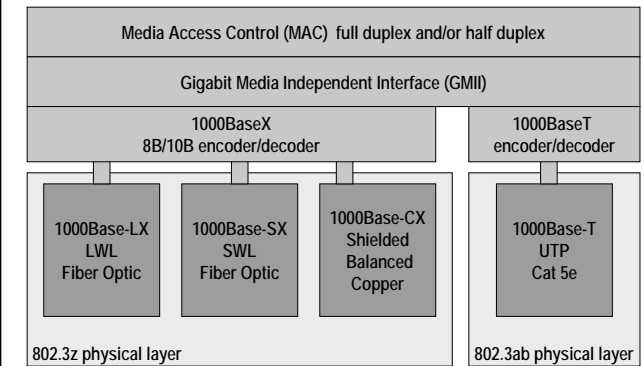 Media Access Control (MAC) full duplex and/or half duplex
Gigabit Media Independent Interface (GMII)
1000BaseX
8B/10B encoder/decoder
1000BaseT
encoder/decoder
1000Base-LX
LWL
Fiber Optic
1000Base-SX
SWL
Fiber Optic
1000Base-CX
Shielded
Balanced
Copper
1000Base-T
UTP
Cat 5e
802.3z physical layer
802.3ab physical layer